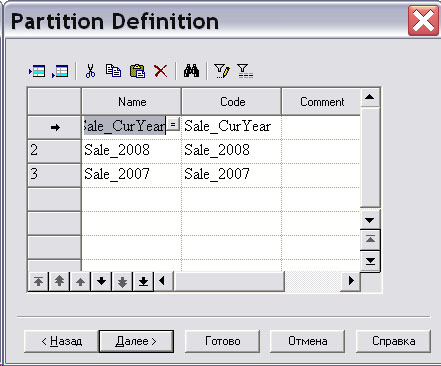 Partition Definition
Name Code Comment
Sale_CurYear = Sale_CurYear
2 Sale_2008 Sale_2008
3 Sale_2007 Sale_2007
< Назад Далее > Готово Отмена Справка